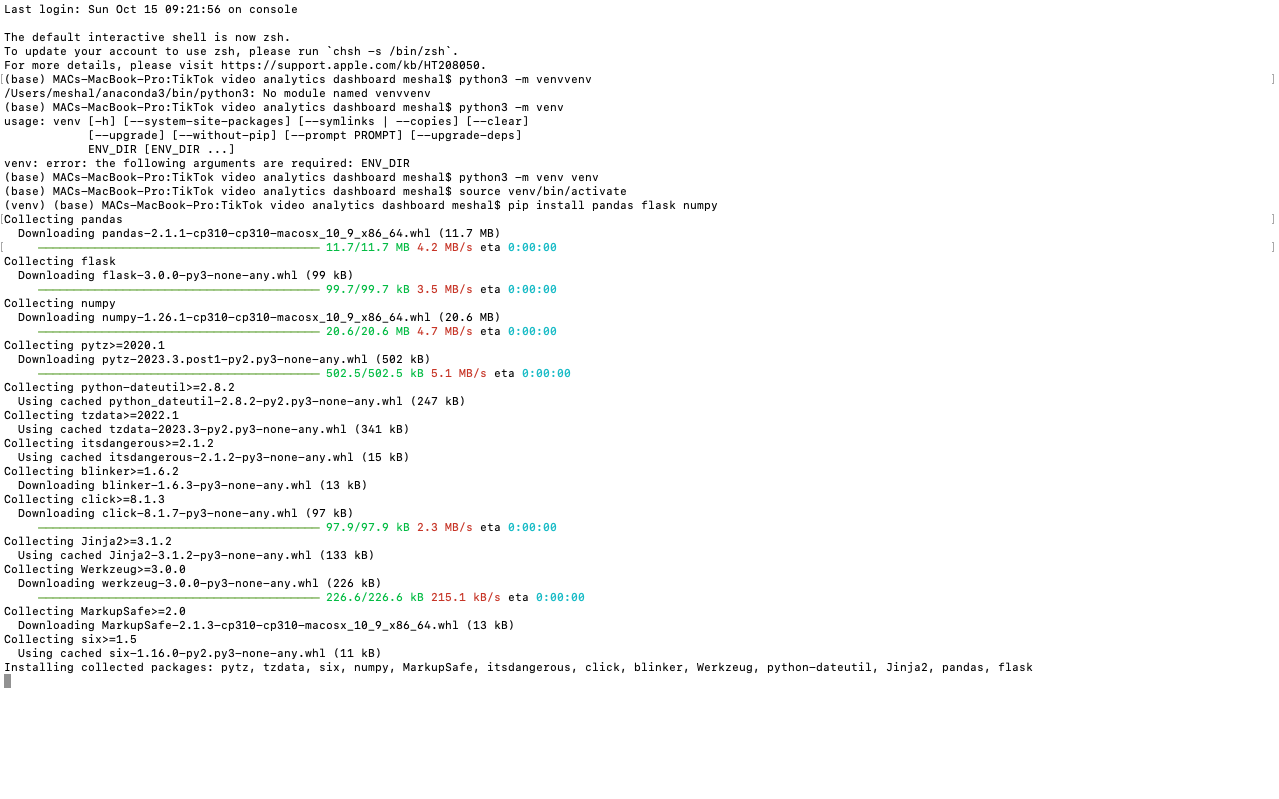 Last login: Sun Oct 15 09:21:56 on console

The default interactive shell is now zsh.
To update your account to use zsh, please run `chsh -s /bin/zsh`.
For more details, please visit https://support.apple.com/kb/HT208050.
[(base) MACs-MacBook-Pro:TikTok video analytics dashboard meshal$ python3 -m venvvenv ]
/Users/meshal/anaconda3/bin/python3: No module named venvvenv
(base) MACs-MacBook-Pro:TikTok video analytics dashboard meshal$ python3 -m venv
usage: venv [-h] [--system-site-packages] [--symlinks | --copies] [--clear]
            [--upgrade] [--without-pip] [--prompt PROMPT] [--upgrade-deps]
            ENV_DIR [ENV_DIR ...]
venv: error: the following arguments are required: ENV_DIR
(base) MACs-MacBook-Pro:TikTok video analytics dashboard meshal$ python3 -m venv venv
(base) MACs-MacBook-Pro:TikTok video analytics dashboard meshal$ source venv/bin/activate
(venv) (base) MACs-MacBook-Pro:TikTok video analytics dashboard meshal$ pip install pandas flask numpy
[Collecting pandas ]
  Downloading pandas-2.1.1-cp310-cp310-macosx_10_9_x86_64.whl (11.7 MB)
[ 11.7/11.7 MB 4.2 MB/s eta 0:00:00 ]
Collecting flask
  Downloading flask-3.0.0-py3-none-any.whl (99 kB)
     99.7/99.7 kB 3.5 MB/s eta 0:00:00
Collecting numpy
  Downloading numpy-1.26.1-cp310-cp310-macosx_10_9_x86_64.whl (20.6 MB)
     20.6/20.6 MB 4.7 MB/s eta 0:00:00
Collecting pytz>=2020.1
  Downloading pytz-2023.3.post1-py2.py3-none-any.whl (502 kB)
     502.5/502.5 kB 5.1 MB/s eta 0:00:00
Collecting python-dateutil>=2.8.2
  Using cached python_dateutil-2.8.2-py2.py3-none-any.whl (247 kB)
Collecting tzdata>=2022.1
  Using cached tzdata-2023.3-py2.py3-none-any.whl (341 kB)
Collecting itsdangerous>=2.1.2
  Using cached itsdangerous-2.1.2-py3-none-any.whl (15 kB)
Collecting blinker>=1.6.2
  Downloading blinker-1.6.3-py3-none-any.whl (13 kB)
Collecting click>=8.1.3
  Downloading click-8.1.7-py3-none-any.whl (97 kB)
     97.9/97.9 kB 2.3 MB/s eta 0:00:00
Collecting Jinja2>=3.1.2
  Using cached Jinja2-3.1.2-py3-none-any.whl (133 kB)
Collecting Werkzeug>=3.0.0
  Downloading werkzeug-3.0.0-py3-none-any.whl (226 kB)
     226.6/226.6 kB 215.1 kB/s eta 0:00:00
Collecting MarkupSafe>=2.0
  Downloading MarkupSafe-2.1.3-cp310-cp310-macosx_10_9_x86_64.whl (13 kB)
Collecting six>=1.5
  Using cached six-1.16.0-py2.py3-none-any.whl (11 kB)
Installing collected packages: pytz, tzdata, six, numpy, MarkupSafe, itsdangerous, click, blinker, Werkzeug, python-dateutil, Jinja2, pandas, flask